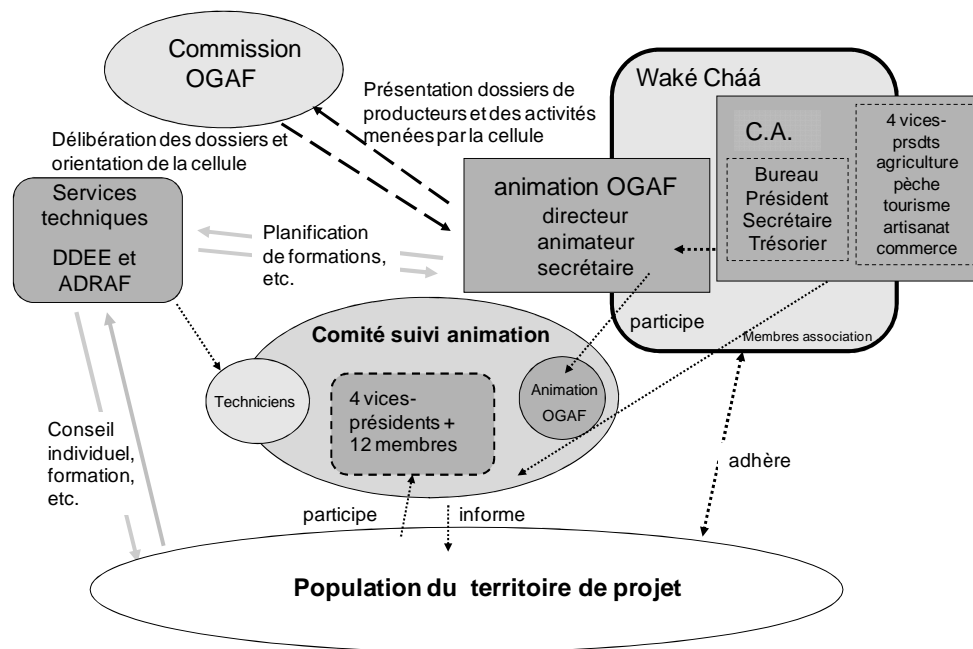 Commission
OGAF
Présentation dossiers de
producteurs et des activités
menées par la cellule
Délibération des dossiers et
orientation de la cellule
Waké Cháá
C.A.
Bureau
Président
Secrétaire
Trésorier
4 vices-
prsdts
agriculture
pèche
tourisme
artisanat
commerce
animation OGAF
directeur
animateur
secrétaire
Services
techniques
DDEE et
ADRAF
Planification
de formations,
etc.
participe
Membres association
Comité suivi animation
Techniciens
4 vices-
présidents +
12 membres
Animation
OGAF
Conseil
individuel,
formation,
etc.
adhère
participe
informe
Population du territoire de projet